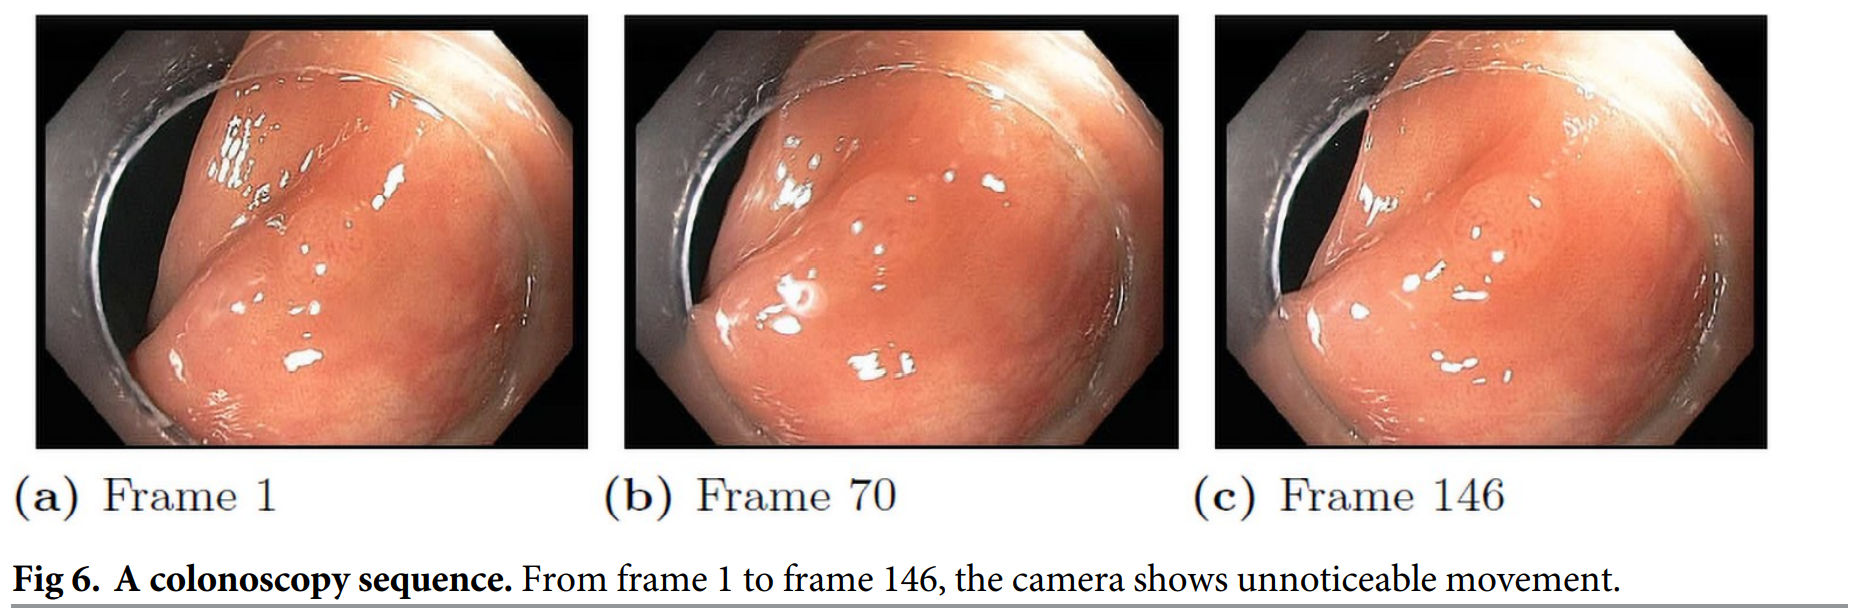 (a) Frame 1
(b) Frame 70
(c) Frame 146
Fig 6. A colonoscopy sequence. From frame 1 to frame 146, the camera shows unnoticeable movement.